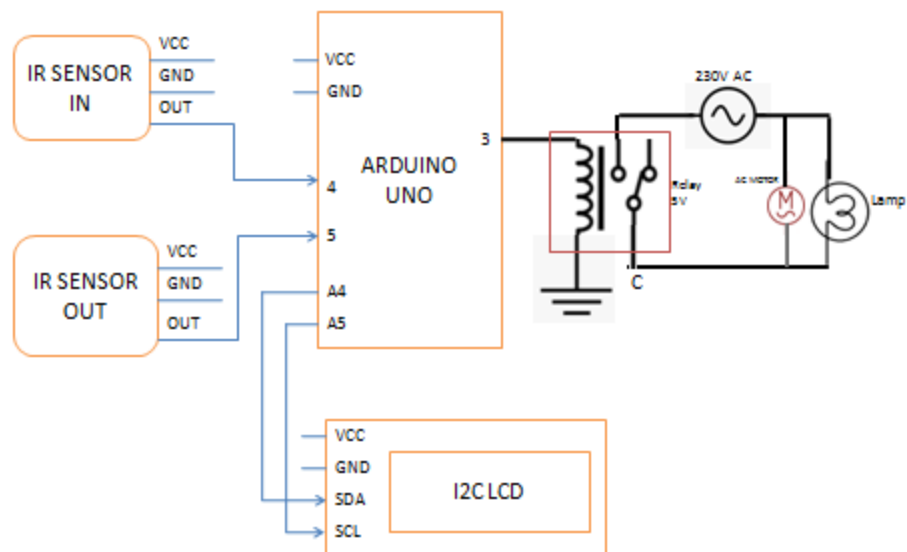 IR SENSOR
IN
VCC
GND
OUT
VCC
GND
4
5
A4
A5
3
ARDUINO
UNO
230V AC
Relay
5V
AC MOTOR
M
Lamp
C
IR SENSOR
OUT
VCC
GND
OUT
VCC
GND
SDA
SCL
I2C LCD